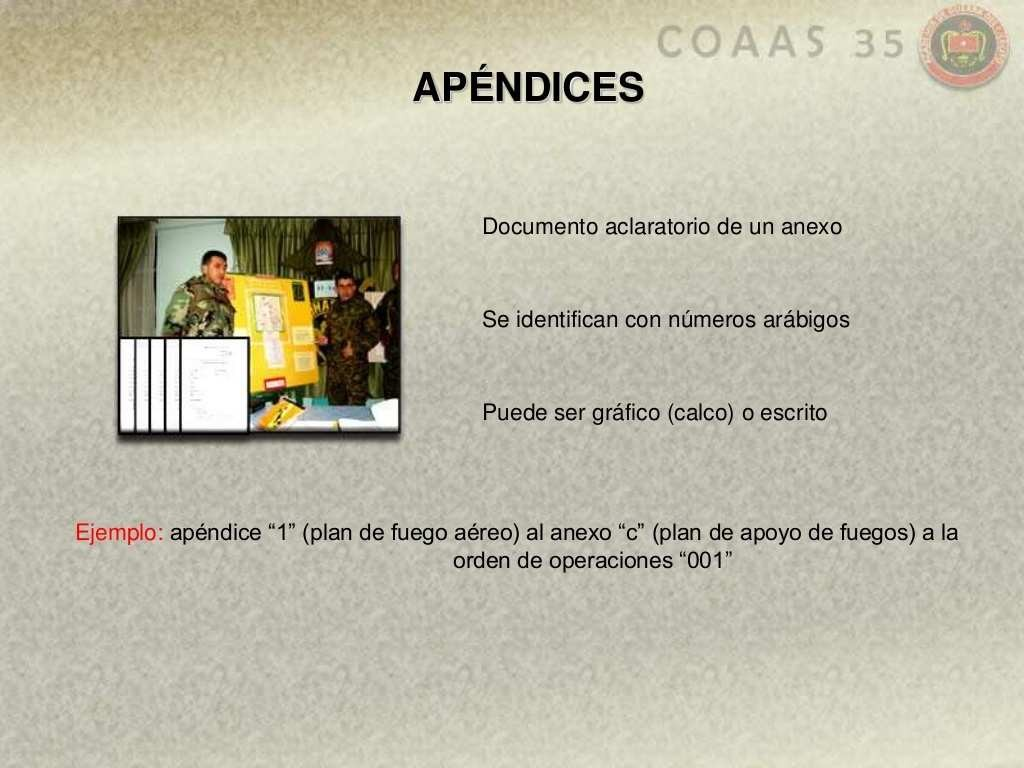 COAAS 35
APÉNDICES
Documento aclaratorio de un anexo
Se identifican con números arábigos
Puede ser gráfico (calco) o escrito
Ejemplo: apéndice “1” (plan de fuego aéreo) al anexo “c” (plan de apoyo de fuegos) a la
orden de operaciones “001”